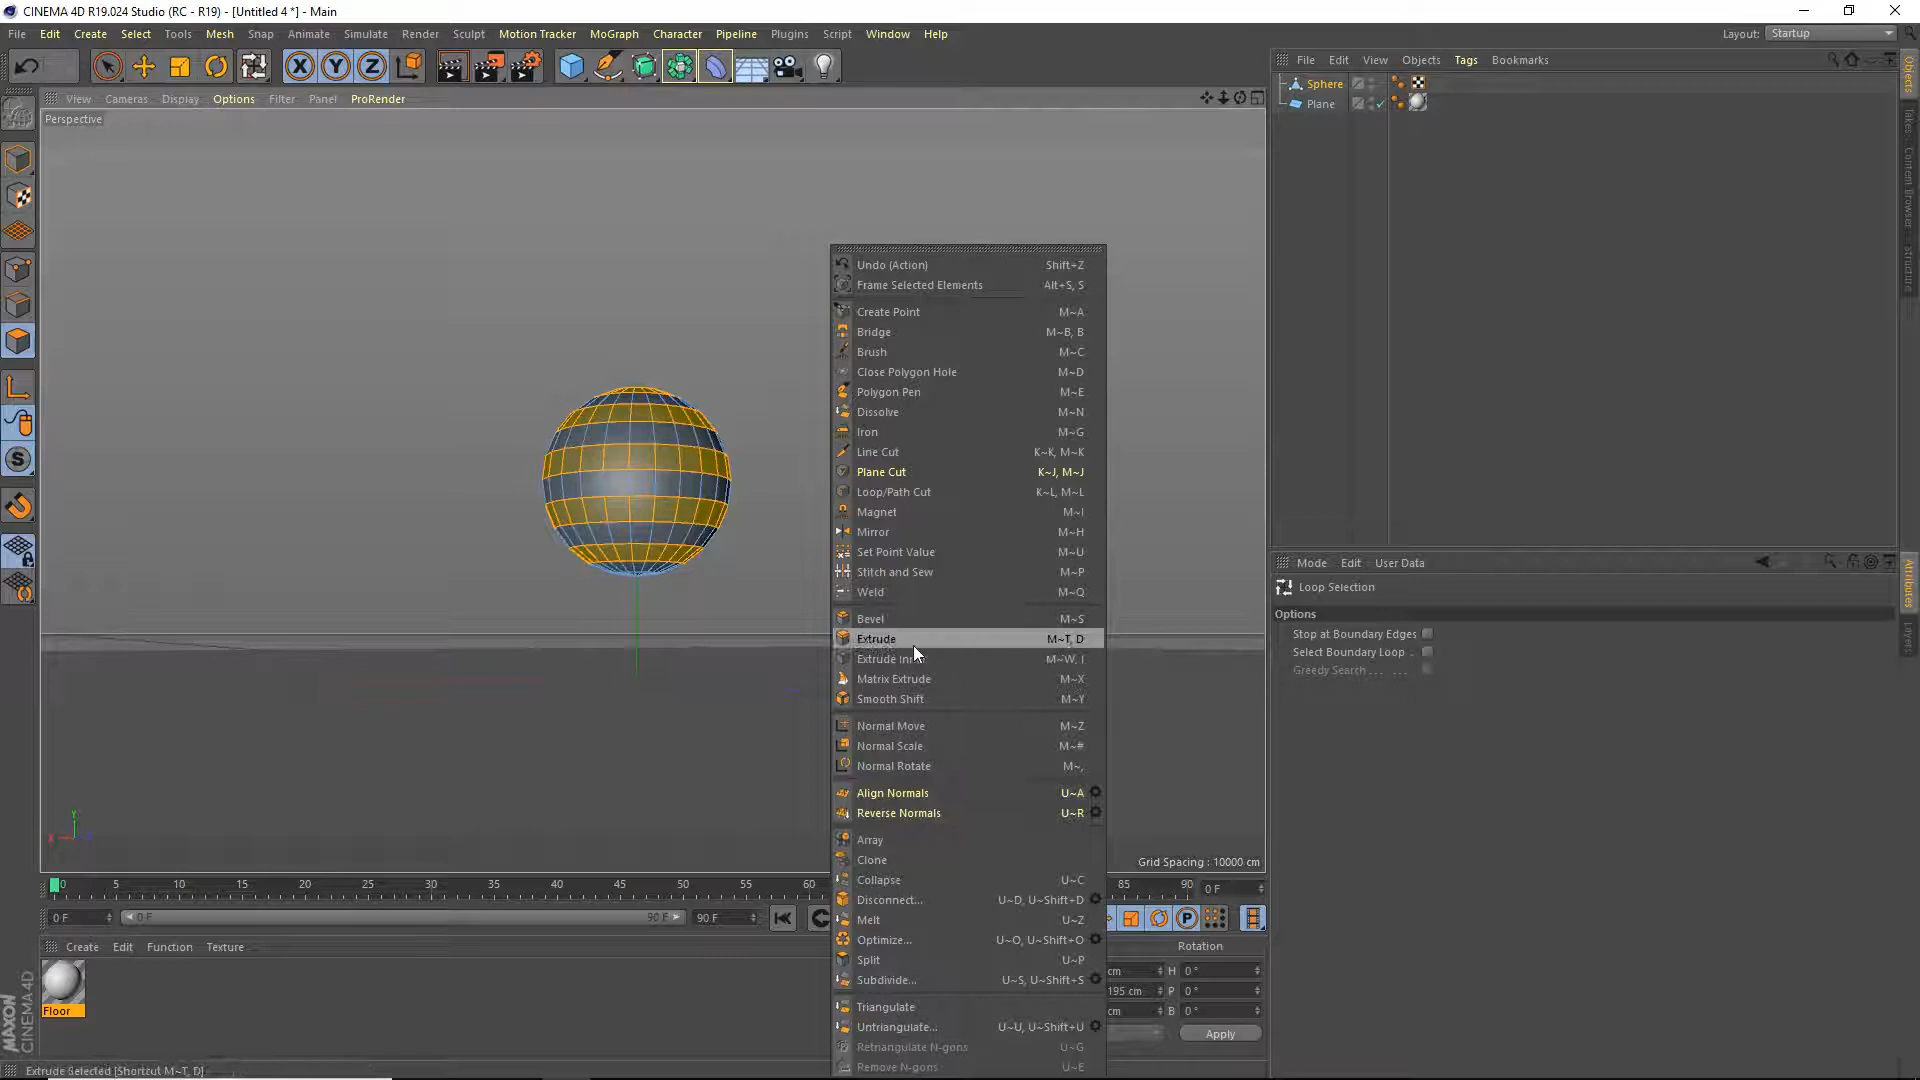 CINEMA 4D R19.024 Studio (RC - R19) - [Untitled 4 *] - Main
File Edit Create Select Tools Mesh Snap Animate Simulate Render Sculpt Motion Tracker MoGraph Character Pipeline Plugins Script Window Help
Layout: Startup
View Cameras Display Options Filter Panel ProRender
File Edit View Objects Tags Bookmarks
Perspective
Sphere
Plane
Objects
Takes
Content Browser
Structure
Undo (Action) Shift+Z
Frame Selected Elements Alt+S, S
Create Point M~A
Bridge M~B, B
Brush M~C
Close Polygon Hole M~D
Polygon Pen M~E
Dissolve M~N
Iron M~G
Line Cut K~K, M~K
Plane Cut K~J, M~J
Loop/Path Cut K~L, M~L
Magnet M~I
Mirror M~H
Set Point Value M~U
Stitch and Sew M~P
Weld M~Q
Bevel M~S
Extrude M~T, D
Extrude Inner M~W, I
Matrix Extrude M~X
Smooth Shift M~Y
Normal Move M~Z
Normal Scale M~#
Normal Rotate M~,
Align Normals U~A
Reverse Normals U~R
Array
Clone
Collapse U~C
Disconnect... U~D, U~Shift+D
Melt U~Z
Optimize... U~O, U~Shift+O
Split U~P
Subdivide... U~S, U~Shift+S
Triangulate
Untriangulate... U~U, U~Shift+U
Retriangulate N-gons U~G
Remove N-gons U~E
Mode Edit User Data
Loop Selection
Options
Stop at Boundary Edges
Select Boundary Loop
Greedy Search
Attributes
Layers
Y
X
Grid Spacing : 10000 cm
0 5 10 15 20 25 30 35 40 45 50 55 60 85 90 0 F
0 F 0 F 90 F 90 F
P
Create Edit Function Texture
Rotation
Floor
cm H 0 °
195 cm P 0 °
cm B 0 °
Apply
MAXON
CINEMA 4D
Extrude Selected [Shortcut M~T, D]